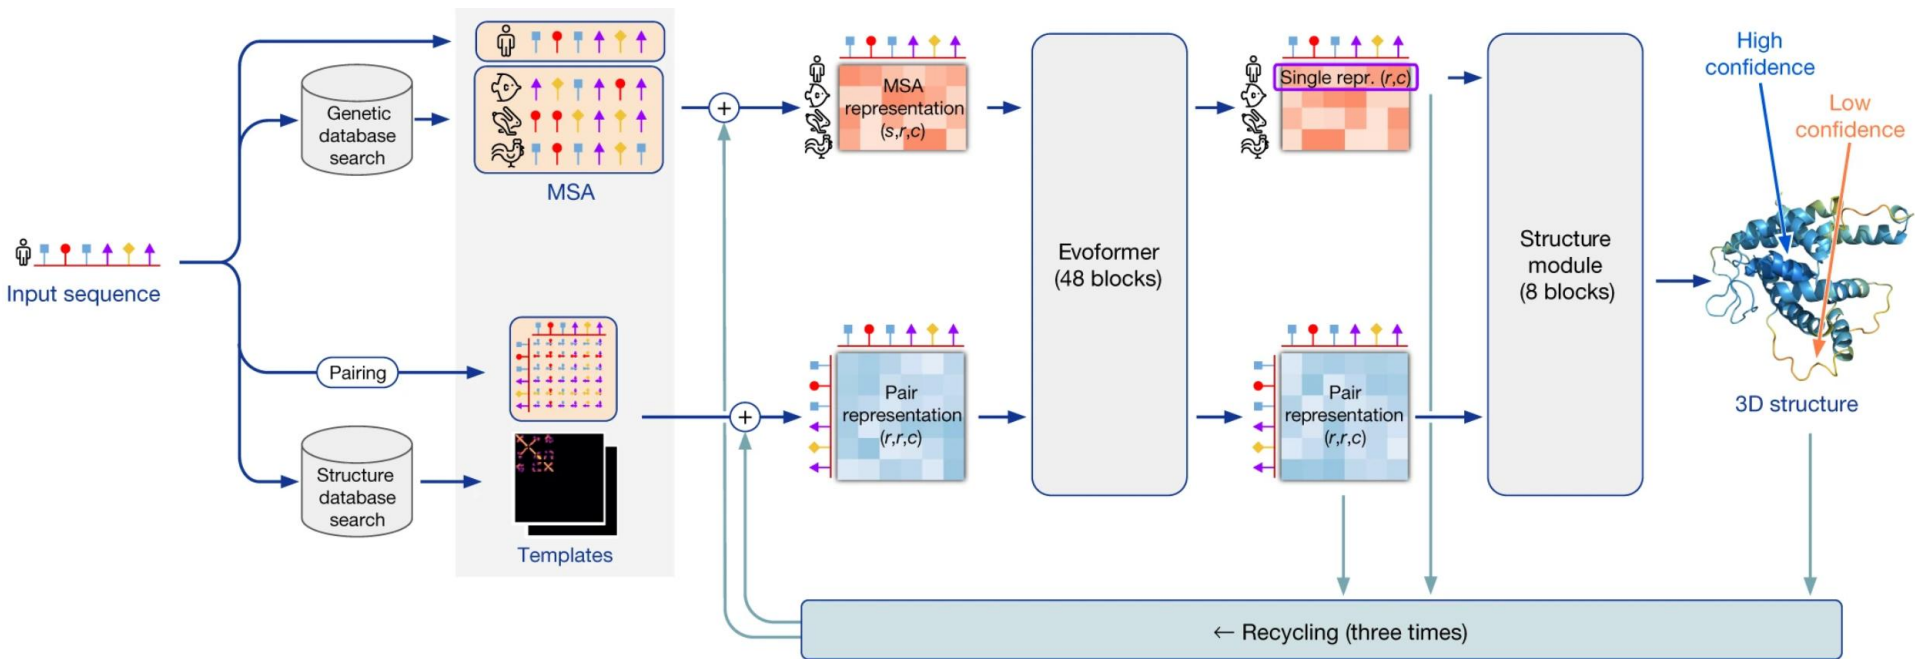 Input sequence
Genetic
database
search
MSA
Pairing
Structure
database
search
Templates
+
+
MSA
representation
(s,r,c)
Pair
representation
(r,r,c)
Evoformer
(48 blocks)
Single repr. (r,c)
Pair
representation
(r,r,c)
Structure
module
(8 blocks)
High
confidence
Low
confidence
3D structure
← Recycling (three times)